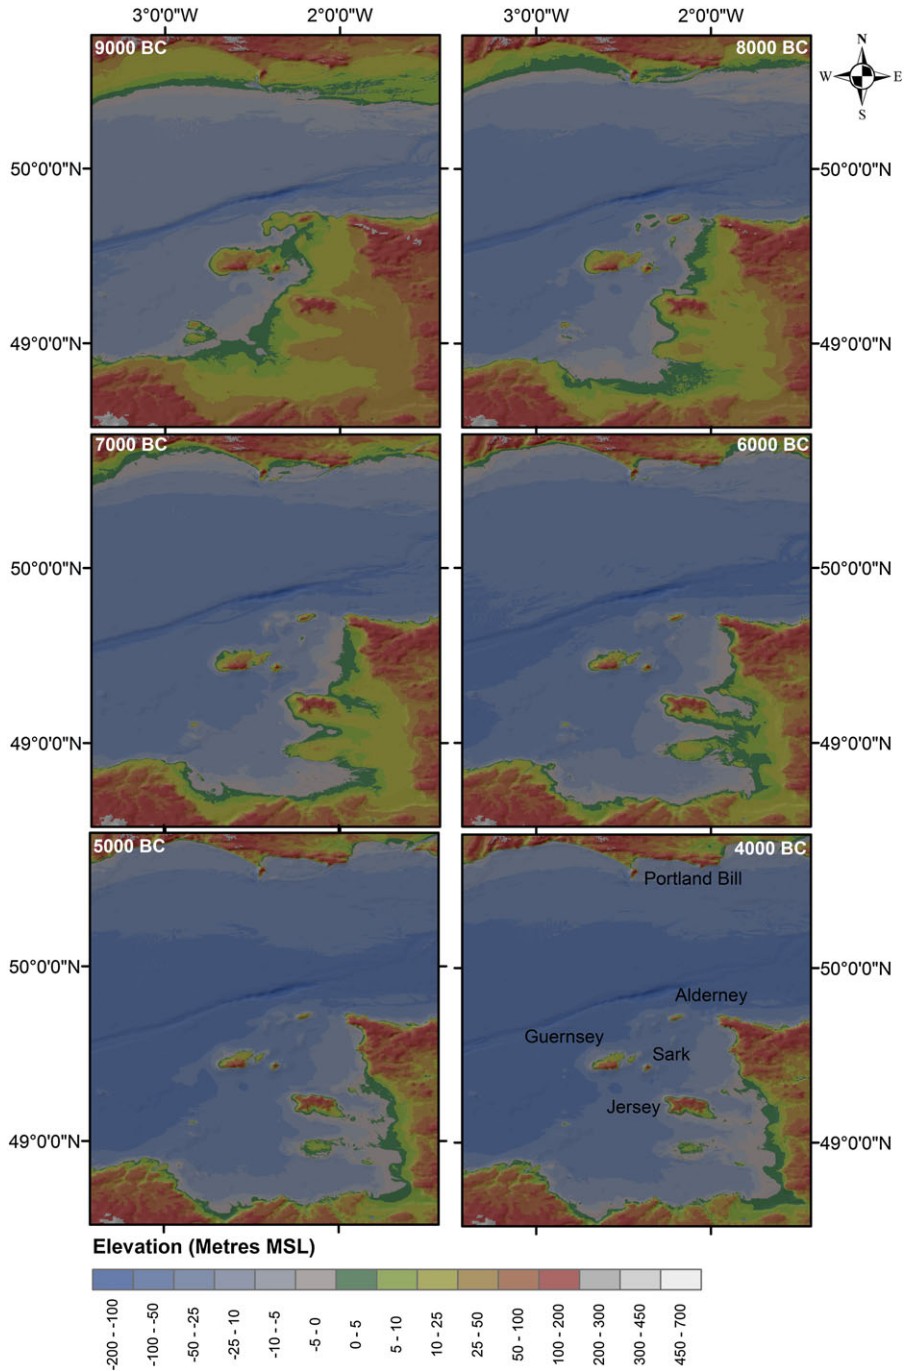 3°0'0"W 2°0'0"W 3°0'0"W 2°0'0"W
9000 BC 8000 BC
N
W E
S
50°0'0"N 50°0'0"N
49°0'0"N 49°0'0"N
7000 BC 6000 BC
50°0'0"N 50°0'0"N
49°0'0"N 49°0'0"N
5000 BC 4000 BC
Portland Bill
50°0'0"N 50°0'0"N
Alderney
Guernsey
Sark
Jersey
49°0'0"N 49°0'0"N
Elevation (Metres MSL)
-200 - -100
-100 - -50
-50 - -25
-25 - 10
-10 - -5
-5 - 0
0 - 5
5 - 10
10 - 25
25 - 50
50 - 100
100 - 200
200 - 300
300 - 450
450 - 700